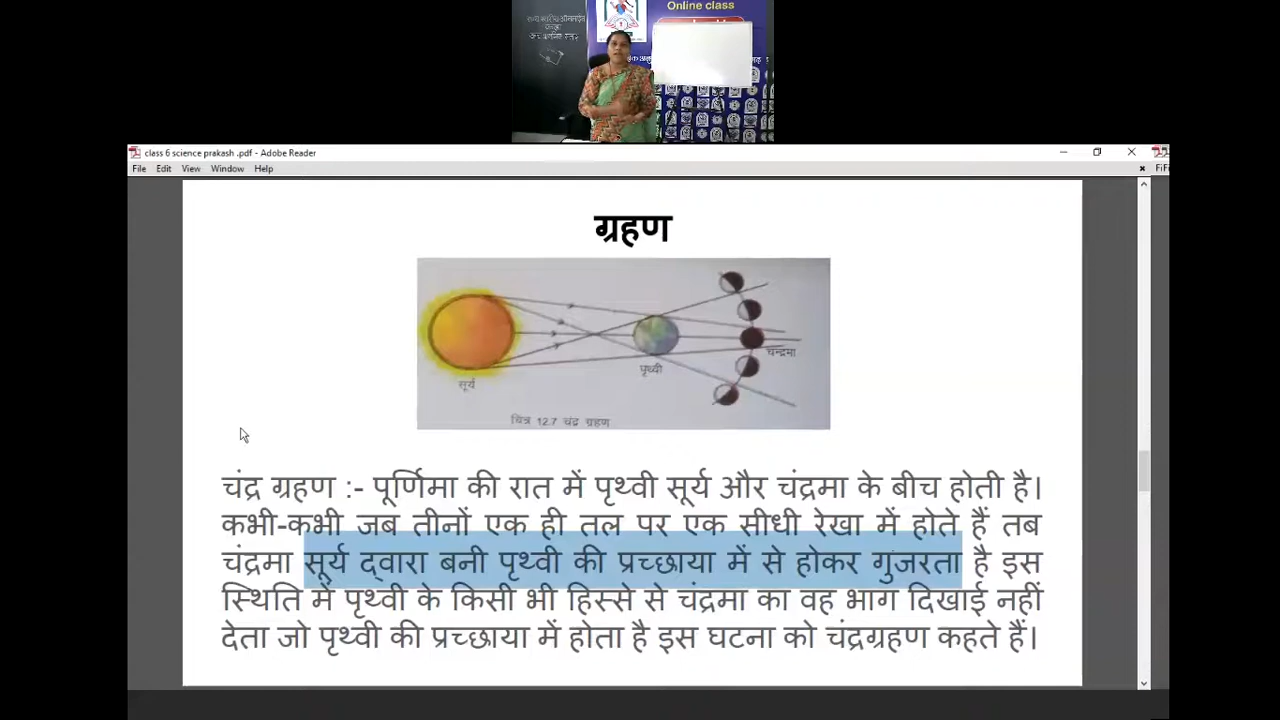 Online class
class 6 science prakash .pdf - Adobe Reader
File Edit View Window Help
ग्रहण
सूर्य
पृथ्वी
चन्द्रमा
चित्र 12.7 चंद्र ग्रहण
चंद्र ग्रहण :- पूर्णिमा की रात में पृथ्वी सूर्य और चंद्रमा के बीच होती है।
कभी-कभी जब तीनों एक ही तल पर एक सीधी रेखा में होते हैं तब
चंद्रमा सूर्य द्वारा बनी पृथ्वी की प्रच्छाया में से होकर गुंजरता है इस
स्थिति में पृथ्वी के किसी भी हिस्से से चंद्रमा का वह भाग दिखाई नहीं
देता जो पृथ्वी की प्रच्छाया में होता है इस घटना को चंद्रग्रहण कहते हैं।